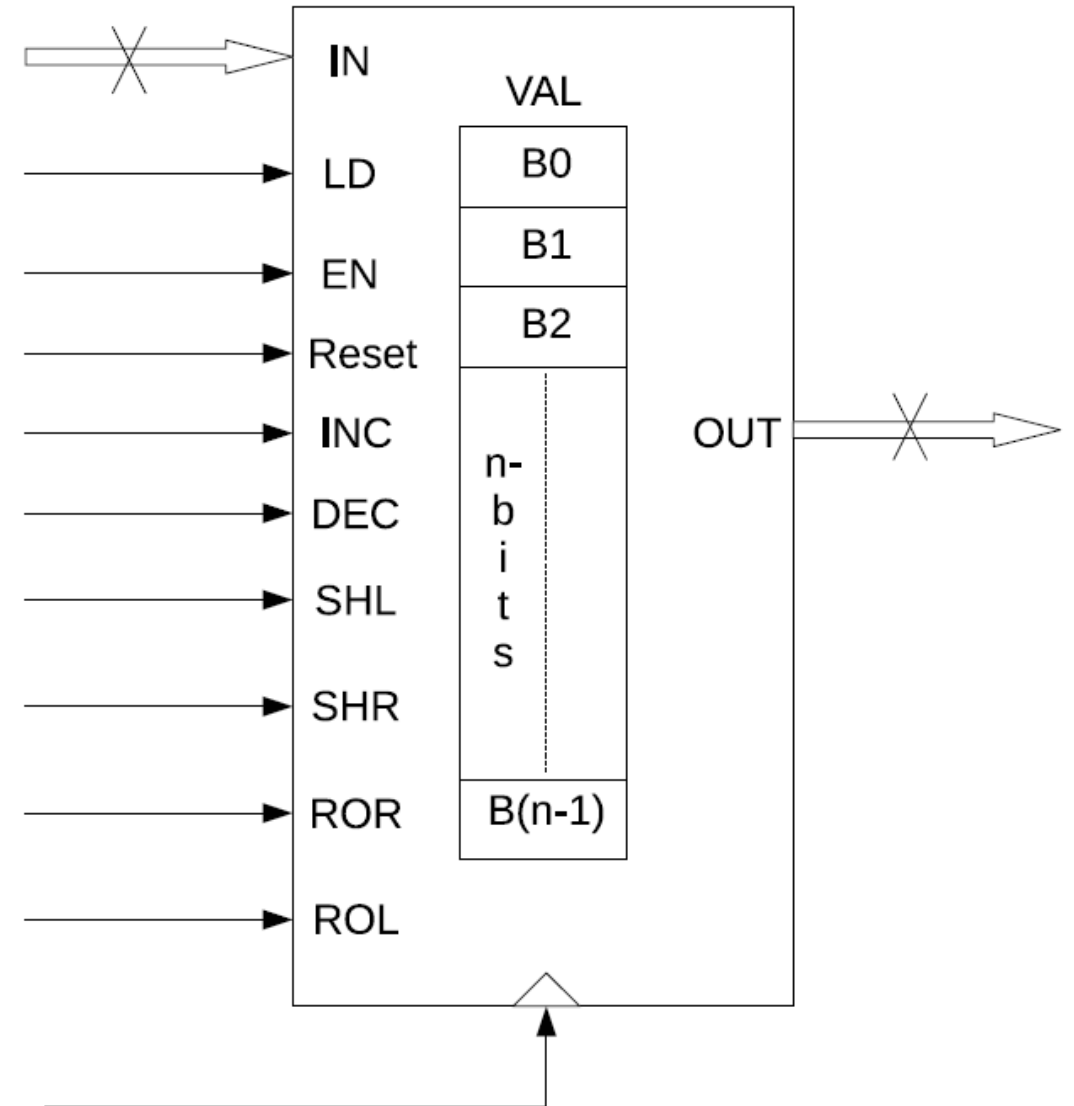 IN
VAL
B0
LD
B1
EN
B2
Reset
INC
OUT
n-
b
i
t
s
DEC
SHL
SHR
ROR
B(n-1)
ROL